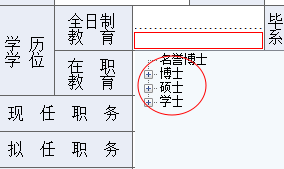 学 历
学 位
全日制
教 育
毕
系
在 职
教 育
名誉博士
博士
硕士
学士
现 任 职 务
拟 任 职 务